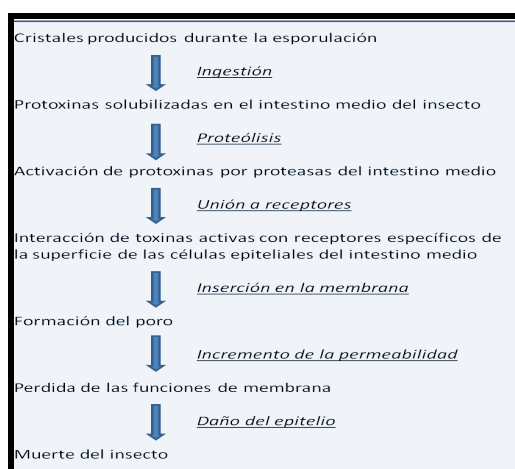 Cristales producidos durante la esporulación
Ingestión
Protoxinas solubilizadas en el intestino medio del insecto
Proteólisis
Activación de protoxinas por proteasas del intestino medio
Unión a receptores
Interacción de toxinas activas con receptores específicos de
la superficie de las células epiteliales del intestino medio
Inserción en la membrana
Formación del poro
Incremento de la permeabilidad
Perdida de las funciones de membrana
Daño del epitelio
Muerte del insecto